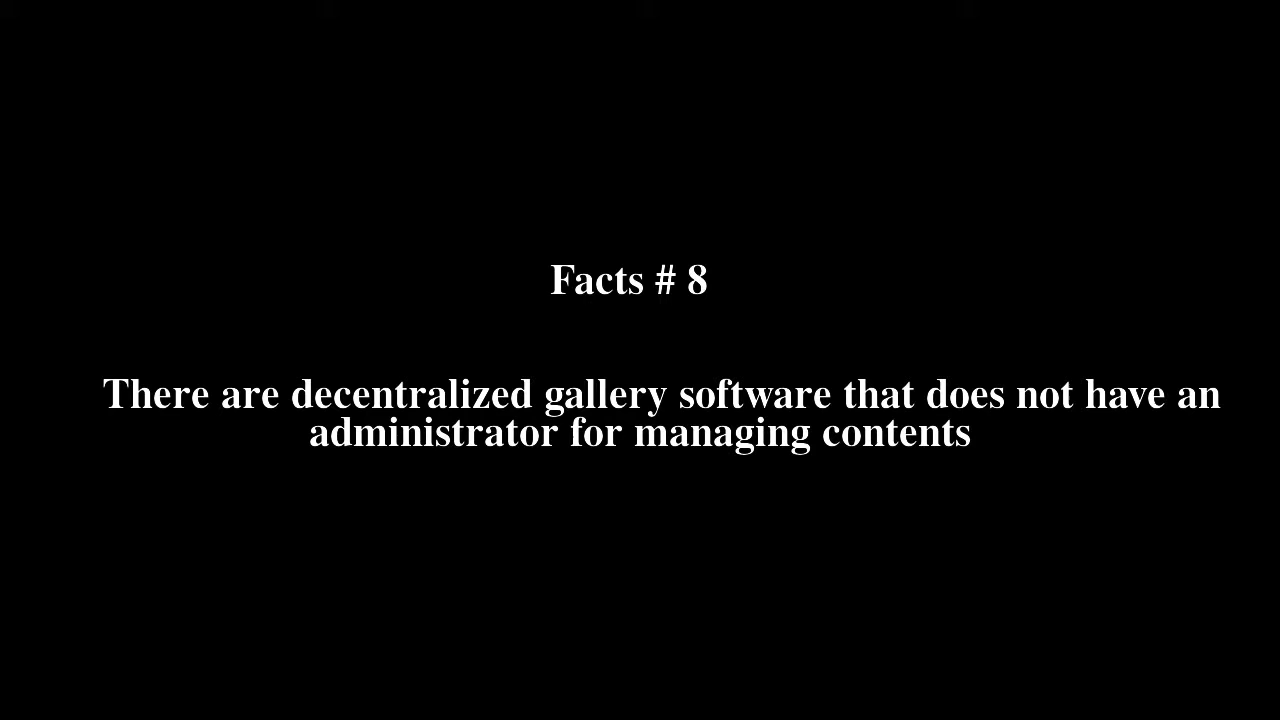 Facts # 8
There are decentralized gallery software that does not have an
administrator for managing contents